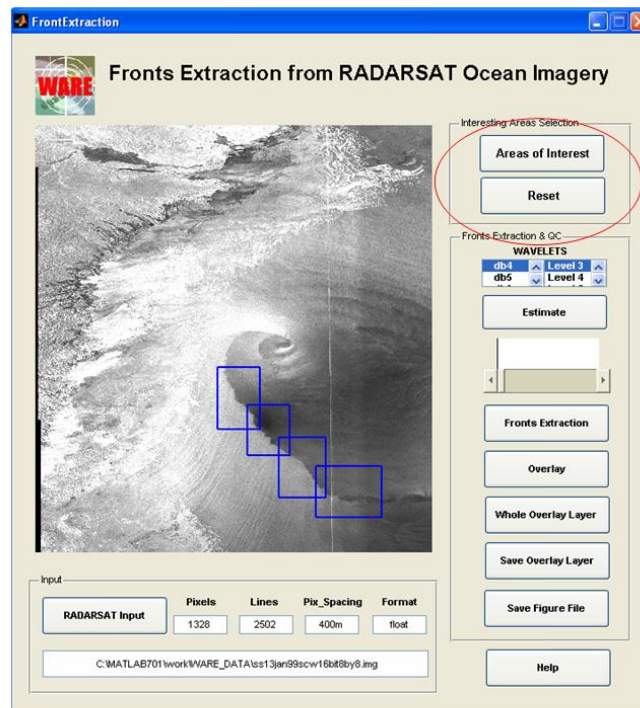 FrontExtraction
WARE
Fronts Extraction from RADARSAT Ocean Imagery
Interesting Areas Selection
Areas of Interest
Reset
Fronts Extraction & QC
WAVELETS
db4 Level 3
db5 Level 4
Estimate
Fronts Extraction
Overlay
Whole Overlay Layer
Save Overlay Layer
Save Figure File
Help
Input
RADARSAT Input
Pixels Lines Pix_Spacing Format
1328 2502 400m float
C:\MATLAB701\work\WARE_DATA\ss13jan99scw16bit8by8.img